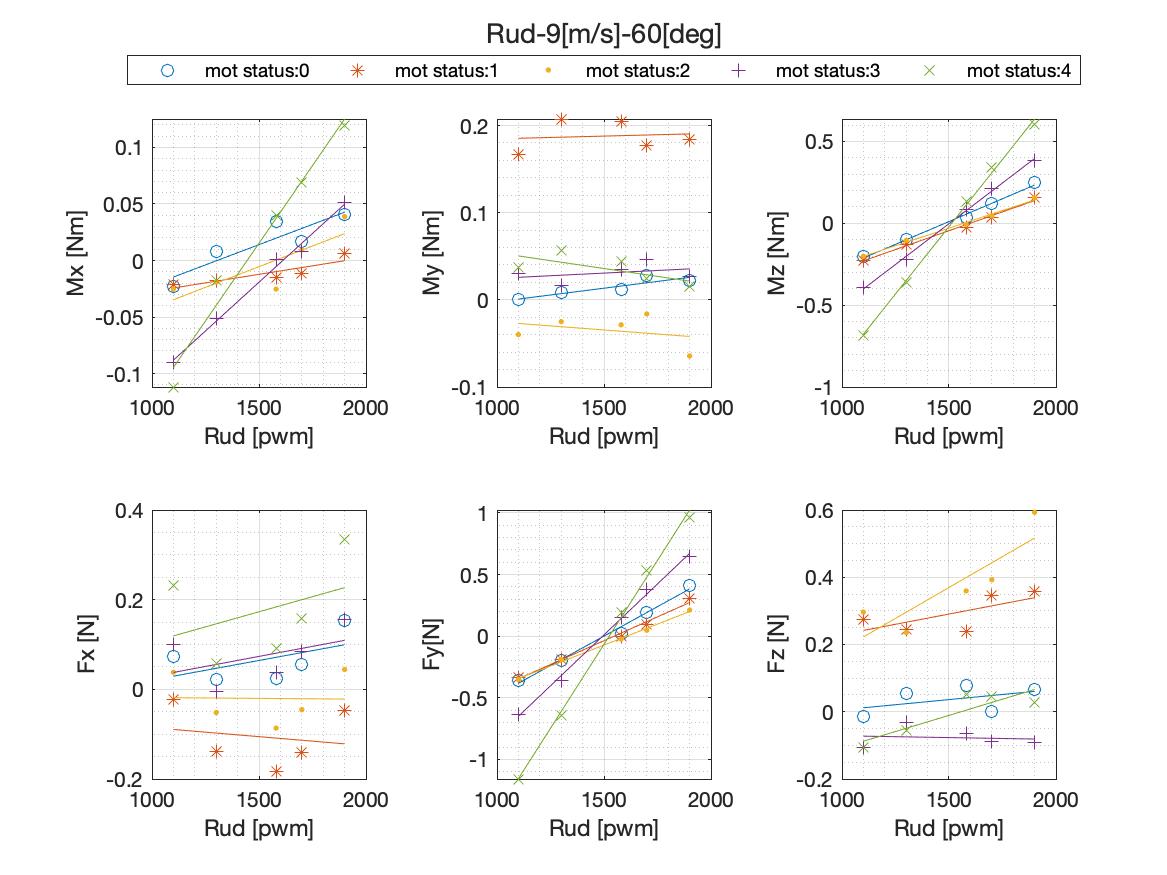 Rud-9[m/s]-60[deg]
mot status:0 mot status:1 mot status:2 mot status:3 mot status:4
Mx [Nm]
0.1
0.05
0
-0.05
-0.1
1000 1500 2000
Rud [pwm]
My [Nm]
0.2
0.1
0
-0.1
1000 1500 2000
Rud [pwm]
Mz [Nm]
0.5
0
-0.5
-1
1000 1500 2000
Rud [pwm]
Fx [N]
0.4
0.2
0
-0.2
1000 1500 2000
Rud [pwm]
Fy[N]
1
0.5
0
-0.5
-1
1000 1500 2000
Rud [pwm]
Fz [N]
0.6
0.4
0.2
0
-0.2
1000 1500 2000
Rud [pwm]